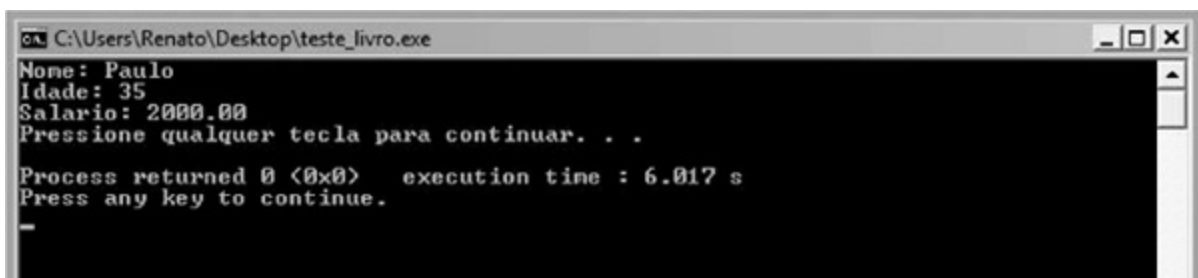 C:\Users\Renato\Desktop\teste_livro.exe
Nome: Paulo
Idade: 35
Salario: 2000.00
Pressione qualquer tecla para continuar. . .
Process returned 0 (0x0)   execution time : 6.017 s
Press any key to continue.